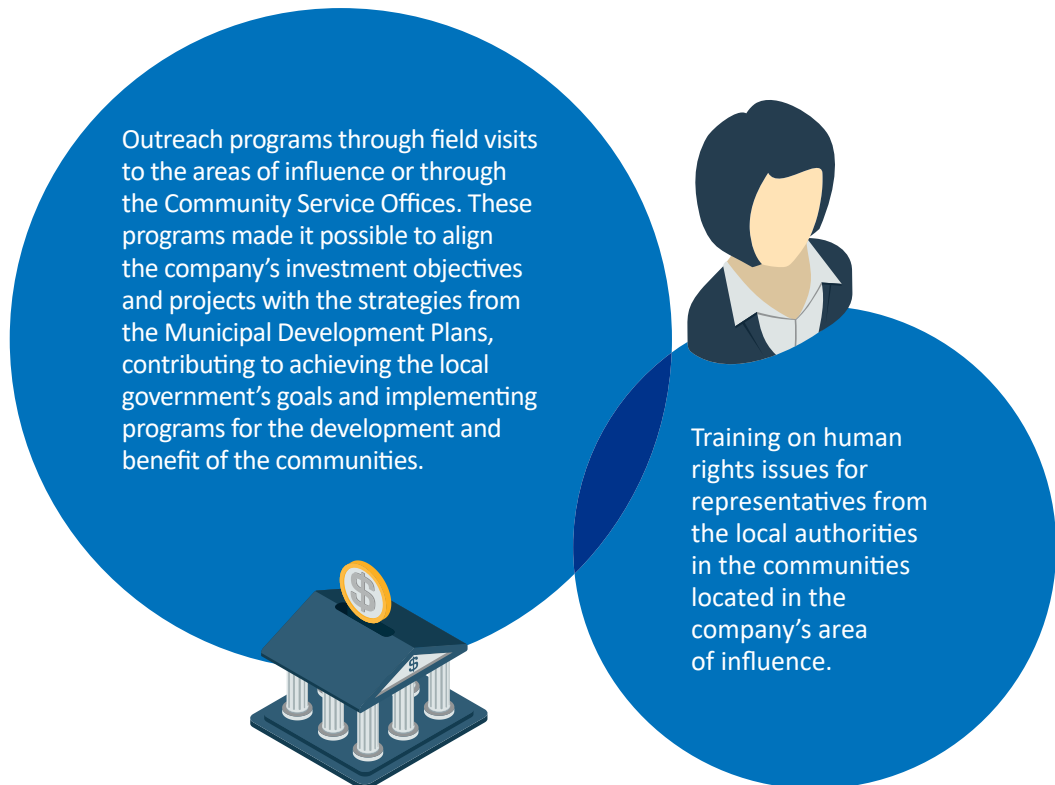 Outreach programs through field visits
to the areas of influence or through
the Community Service Offices. These
programs made it possible to align
the company’s investment objectives
and projects with the strategies from
the Municipal Development Plans,
contributing to achieving the local
government’s goals and implementing
programs for the development and
benefit of the communities.
Training on human
rights issues for
representatives from
the local authorities
in the communities
located in the
company’s area
of influence.
$
$